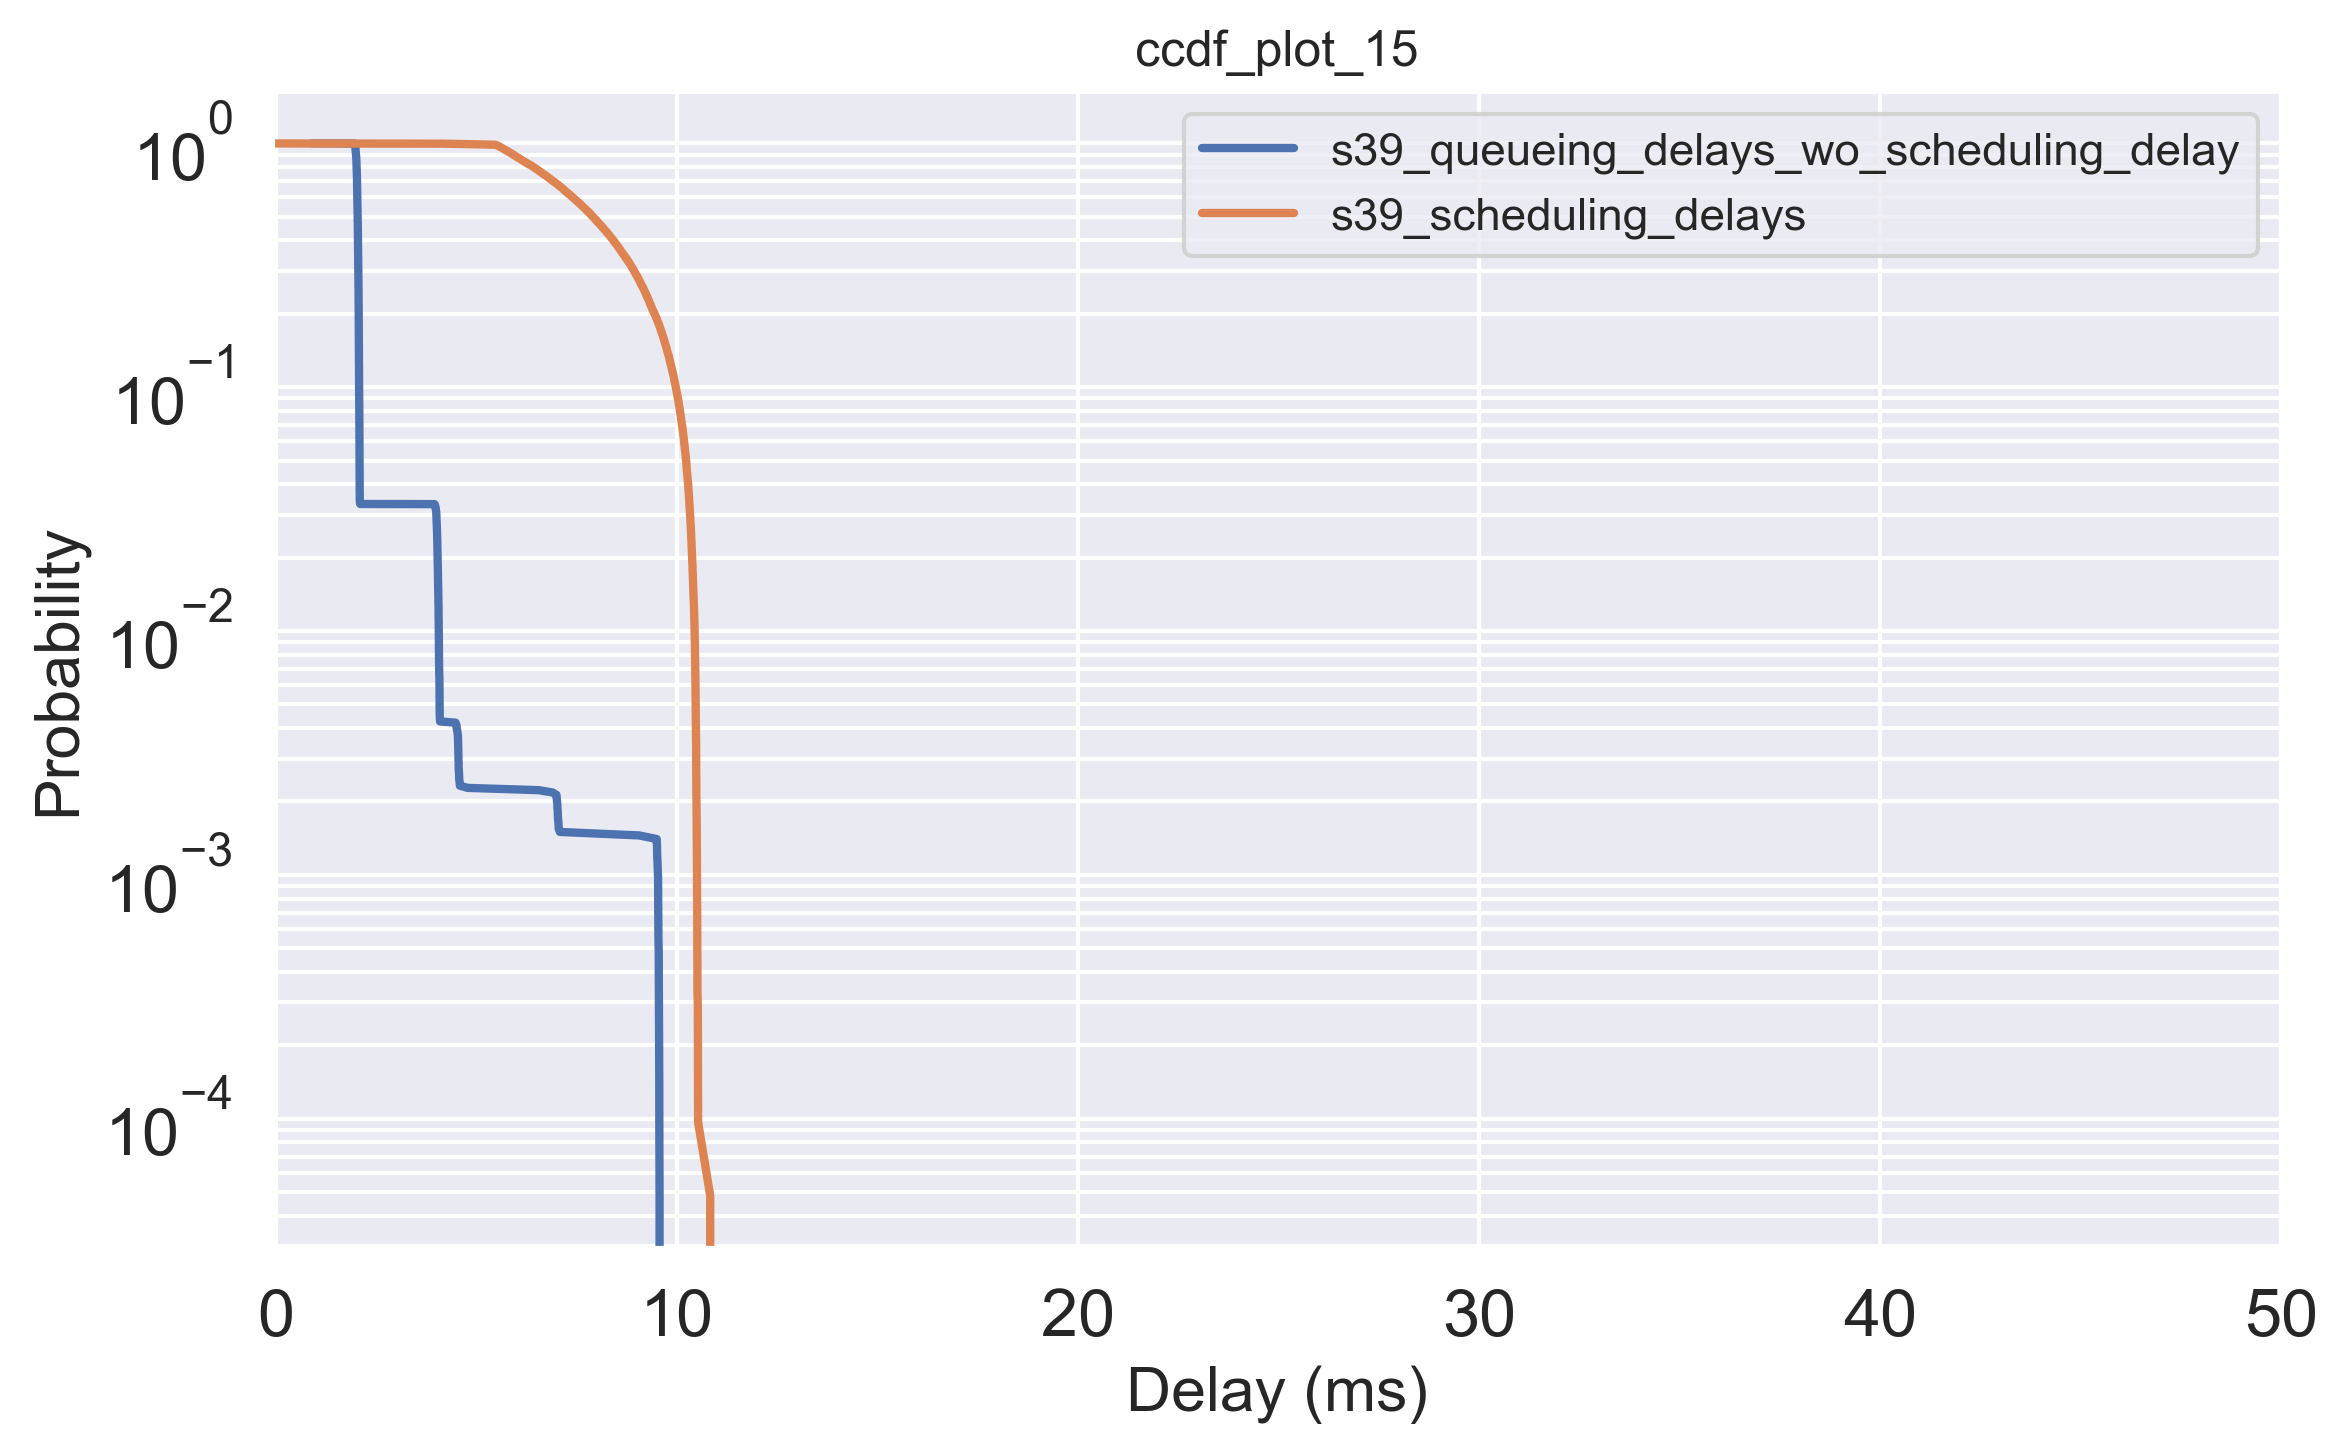 ccdf_plot_15
s39_queueing_delays_wo_scheduling_delay
s39_scheduling_delays
Probability
10^0
10^−1
10^−2
10^−3
10^−4
0 10 20 30 40 50
Delay (ms)